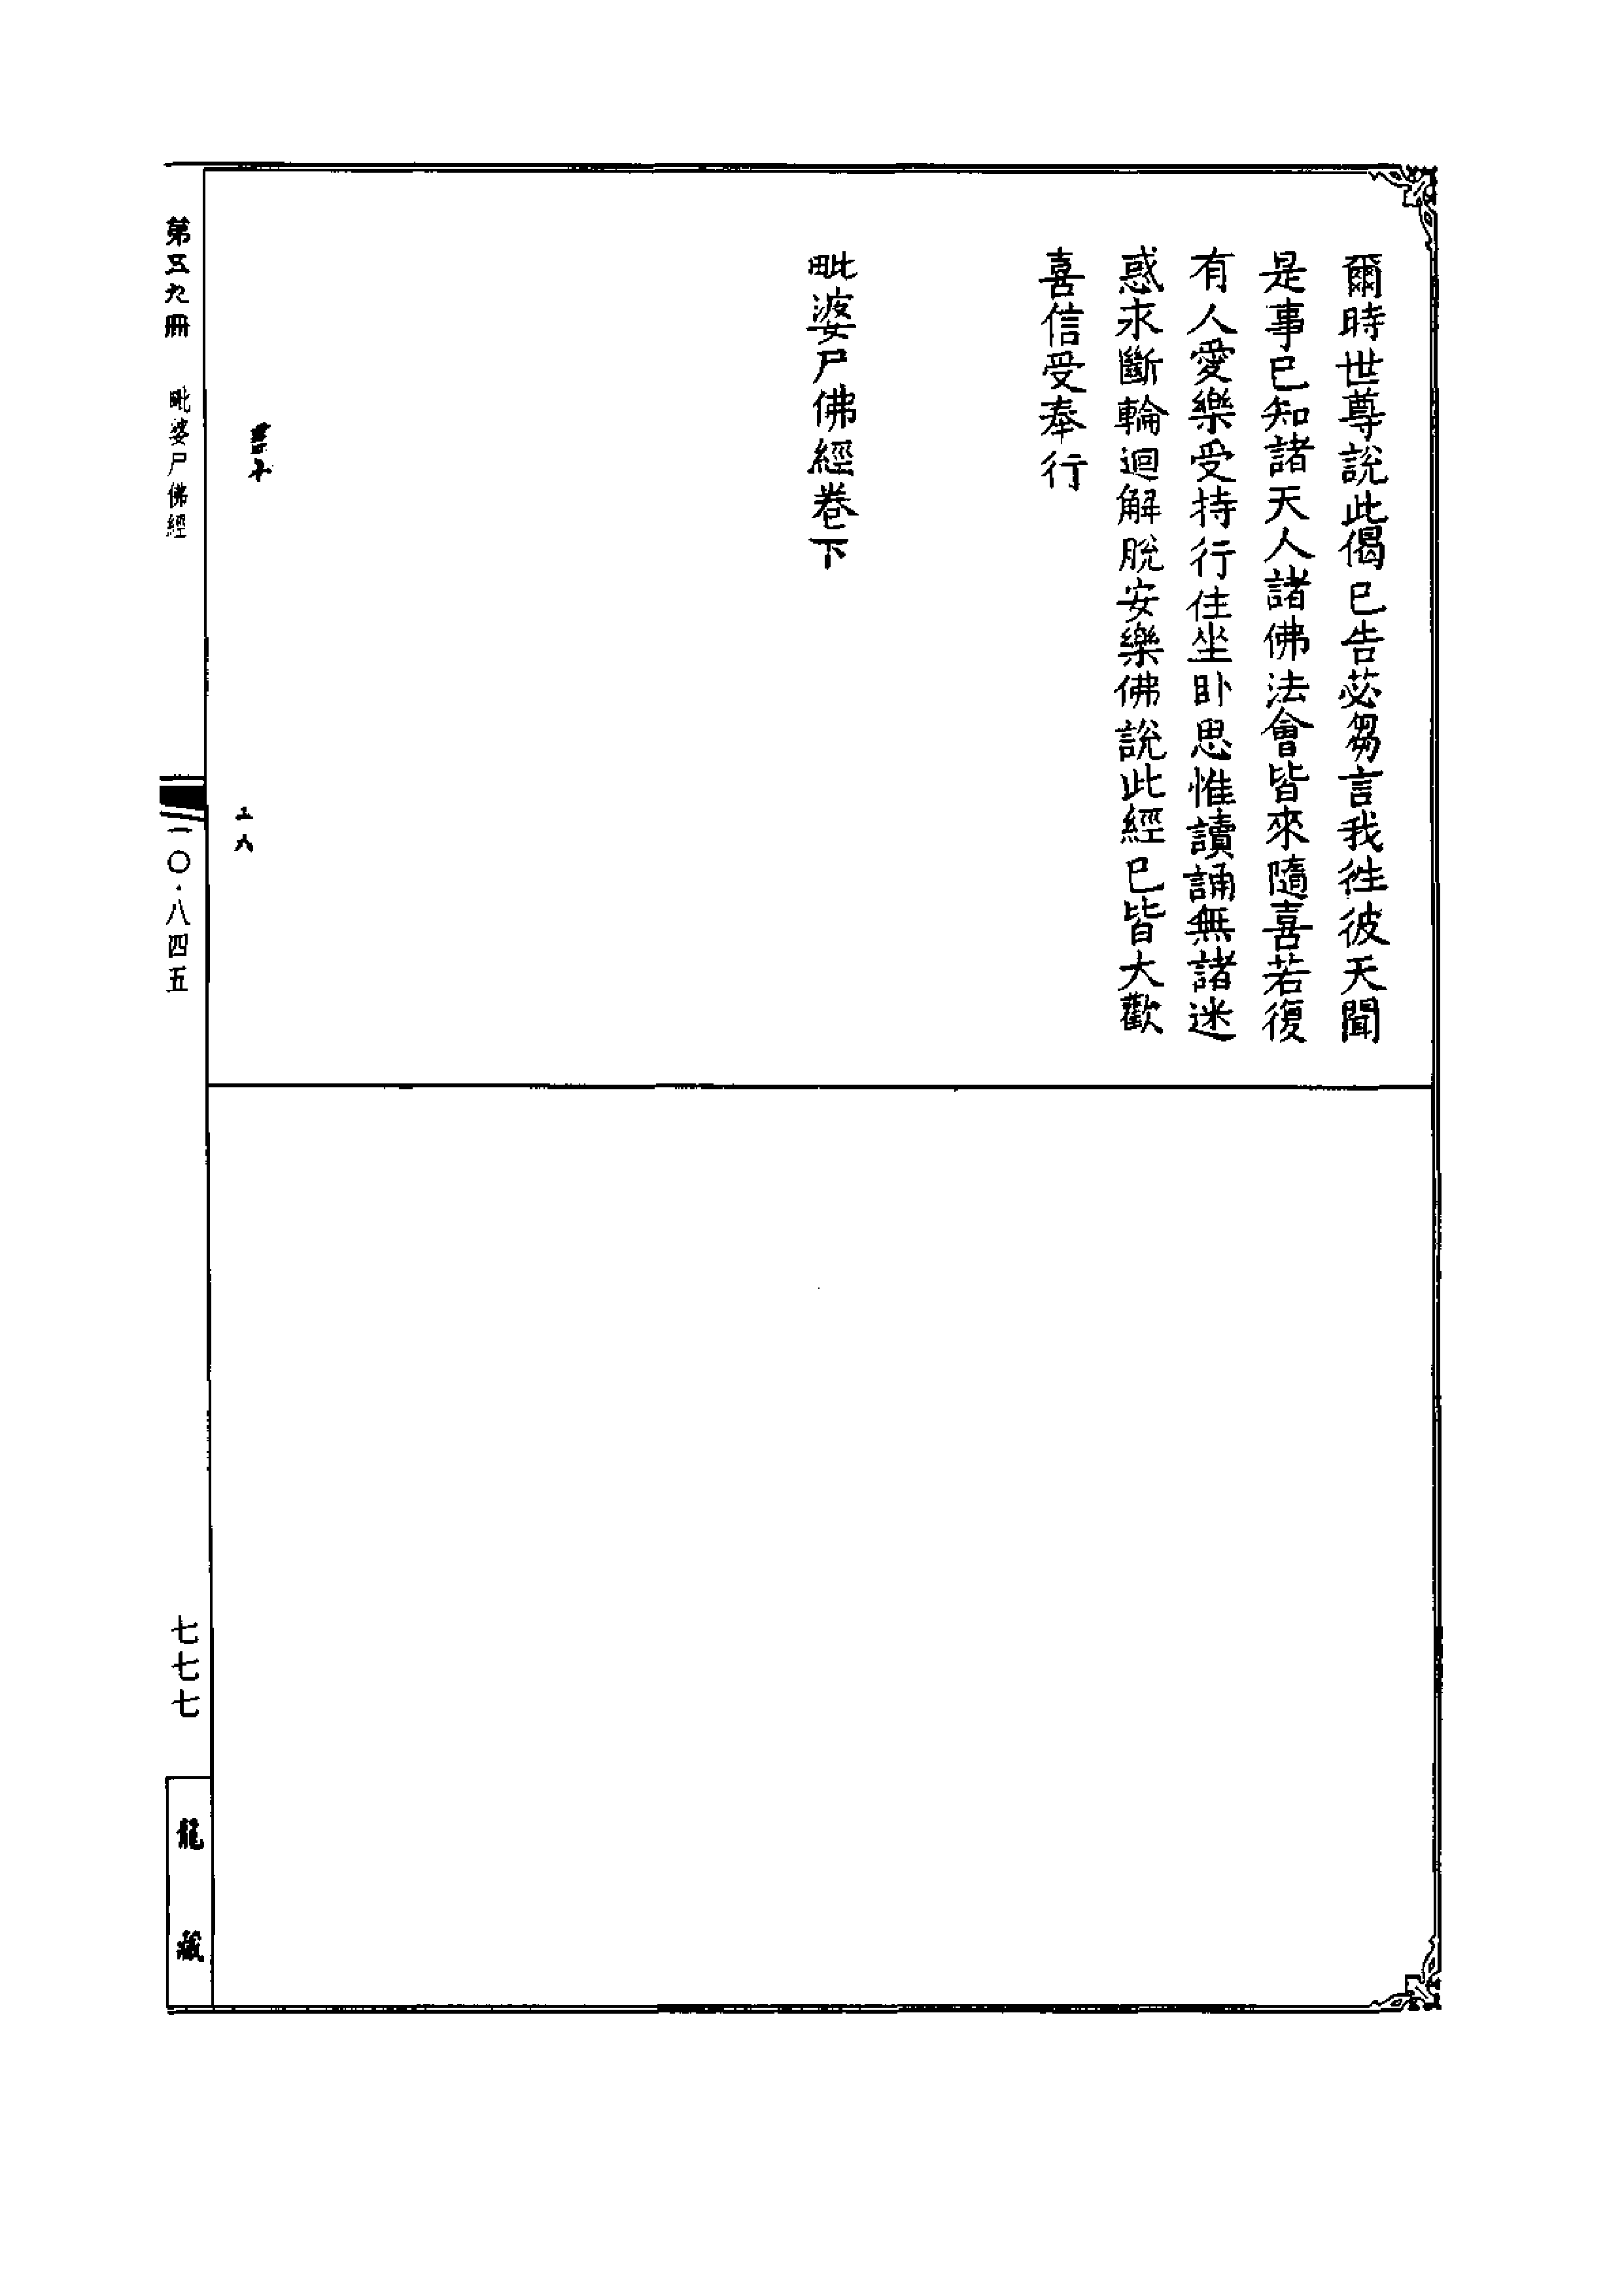 爾時世尊說此偈已告苾芻言我徃彼天聞
是事已知諸天人諸佛法會皆來隨喜若復
有人愛樂受持行住坐卧思惟讀誦無諸迷
惑求斷輪迴解脫安樂佛說此經已皆大歡
喜信受奉行
毗婆尸佛經卷下
第五九冊 毗婆尸佛經 一〇·八四五 七七七 龍藏